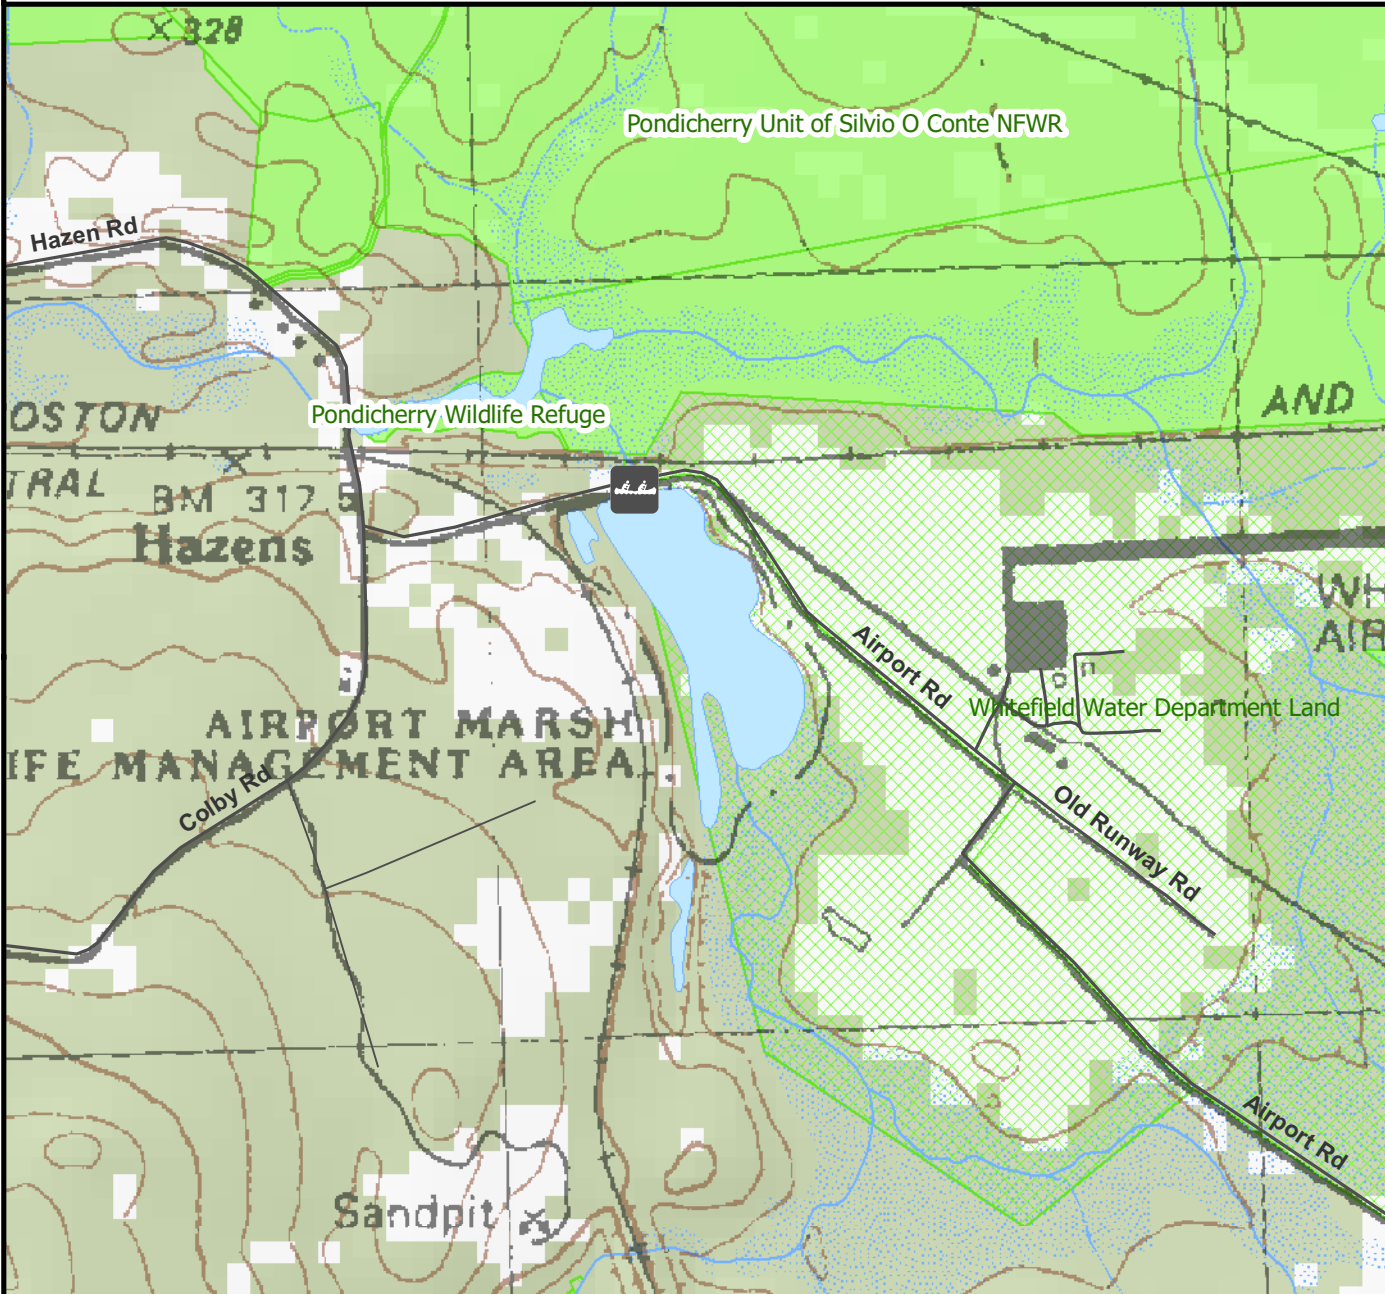 328
Pondicherry Unit of Silvio O Conte NFWR
Hazen Rd
OSTON
AND
Pondicherry Wildlife Refuge
TRAL
BM 317.5
Hazens
WH
AIR
Airport Rd
Whitefield Water Department Land
AIRPORT MARSH
IFE MANAGEMENT AREA
Colby Rd
Old Runway Rd
Airport Rd
Sandpit